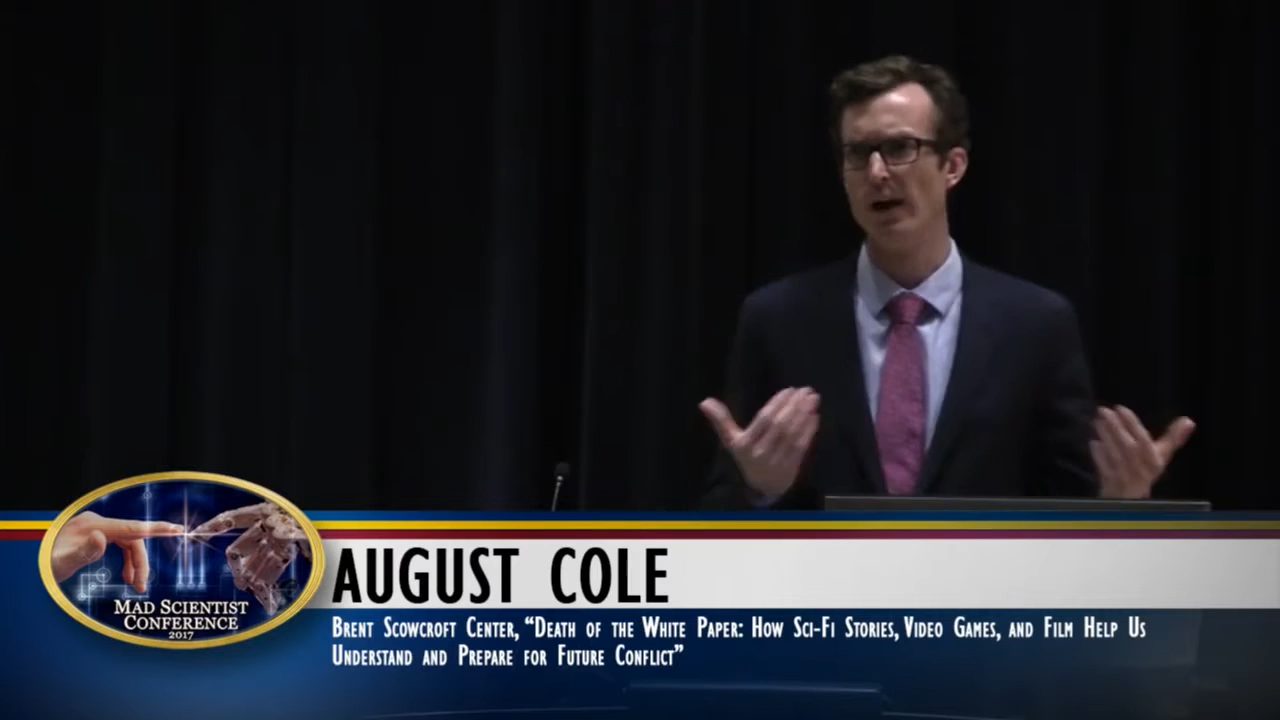 AUGUST COLE
BRENT SCOWCROFT CENTER, “DEATH OF THE WHITE PAPER: HOW SCI-FI STORIES, VIDEO GAMES, AND FILM HELP US
UNDERSTAND AND PREPARE FOR FUTURE CONFLICT”
MAD SCIENTIST
CONFERENCE
2017